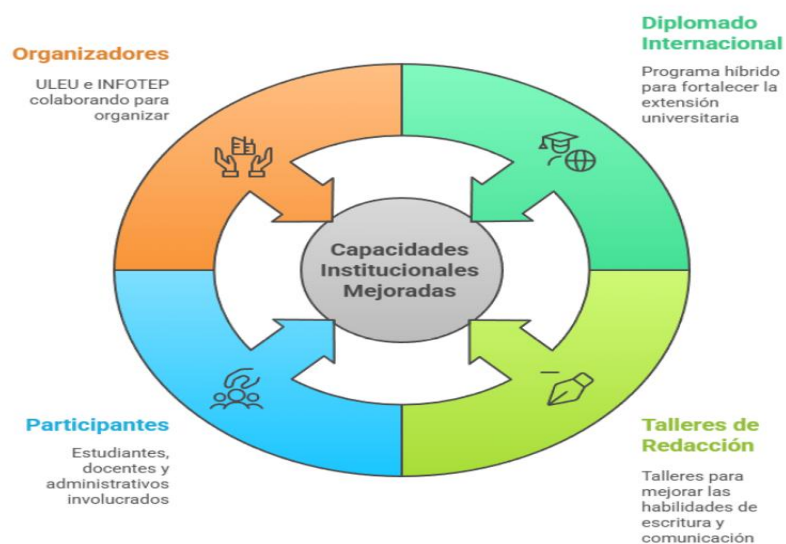 Organizadores
ULEU e INFOTEP
colaborando para
organizar
Diplomado
Internacional
Programa híbrido
para fortalecer la
extensión
universitaria
Capacidades
Institucionales
Mejoradas
Participantes
Estudiantes,
docentes y
administrativos
involucrados
Talleres de
Redacción
Talleres para
mejorar las
habilidades de
escritura y
comunicación